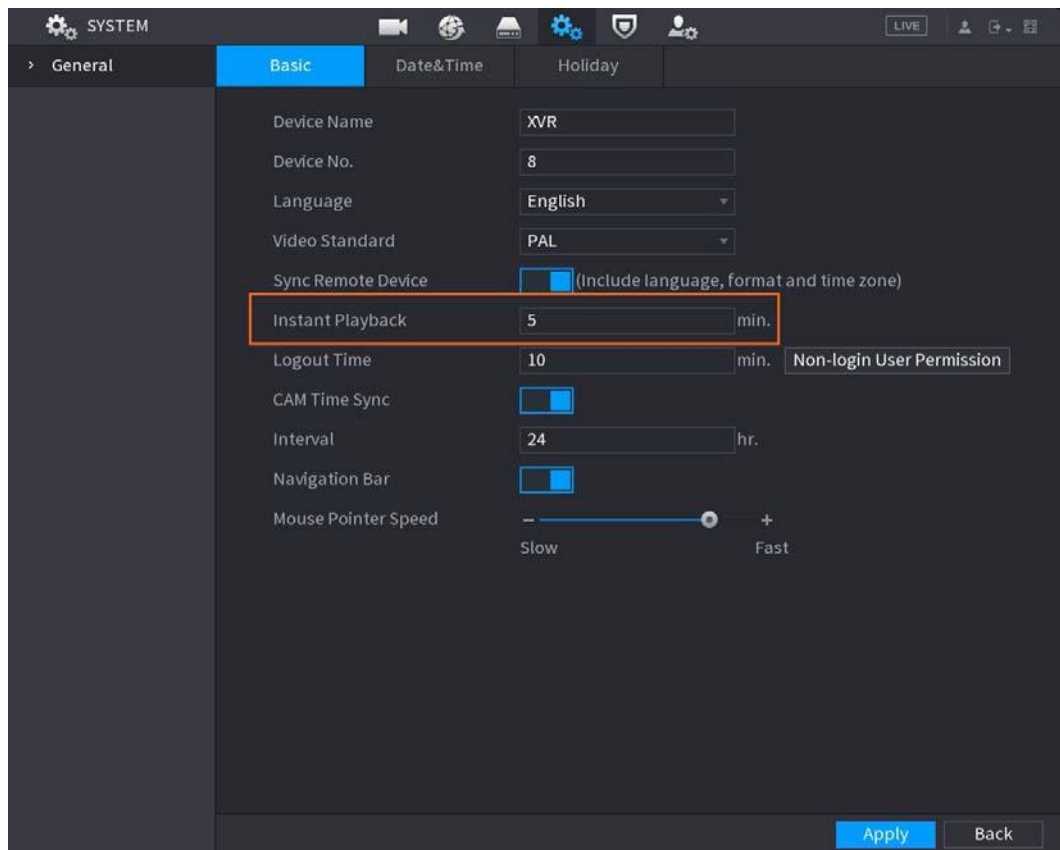 SYSTEM LIVE
General Basic Date&Time Holiday
Device Name XVR
Device No. 8
Language English
Video Standard PAL
Sync Remote Device (Include language, format and time zone)
Instant Playback 5 min.
Logout Time 10 min. Non-login User Permission
CAM Time Sync
Interval 24 hr.
Navigation Bar
Mouse Pointer Speed - +
Slow Fast
Apply Back